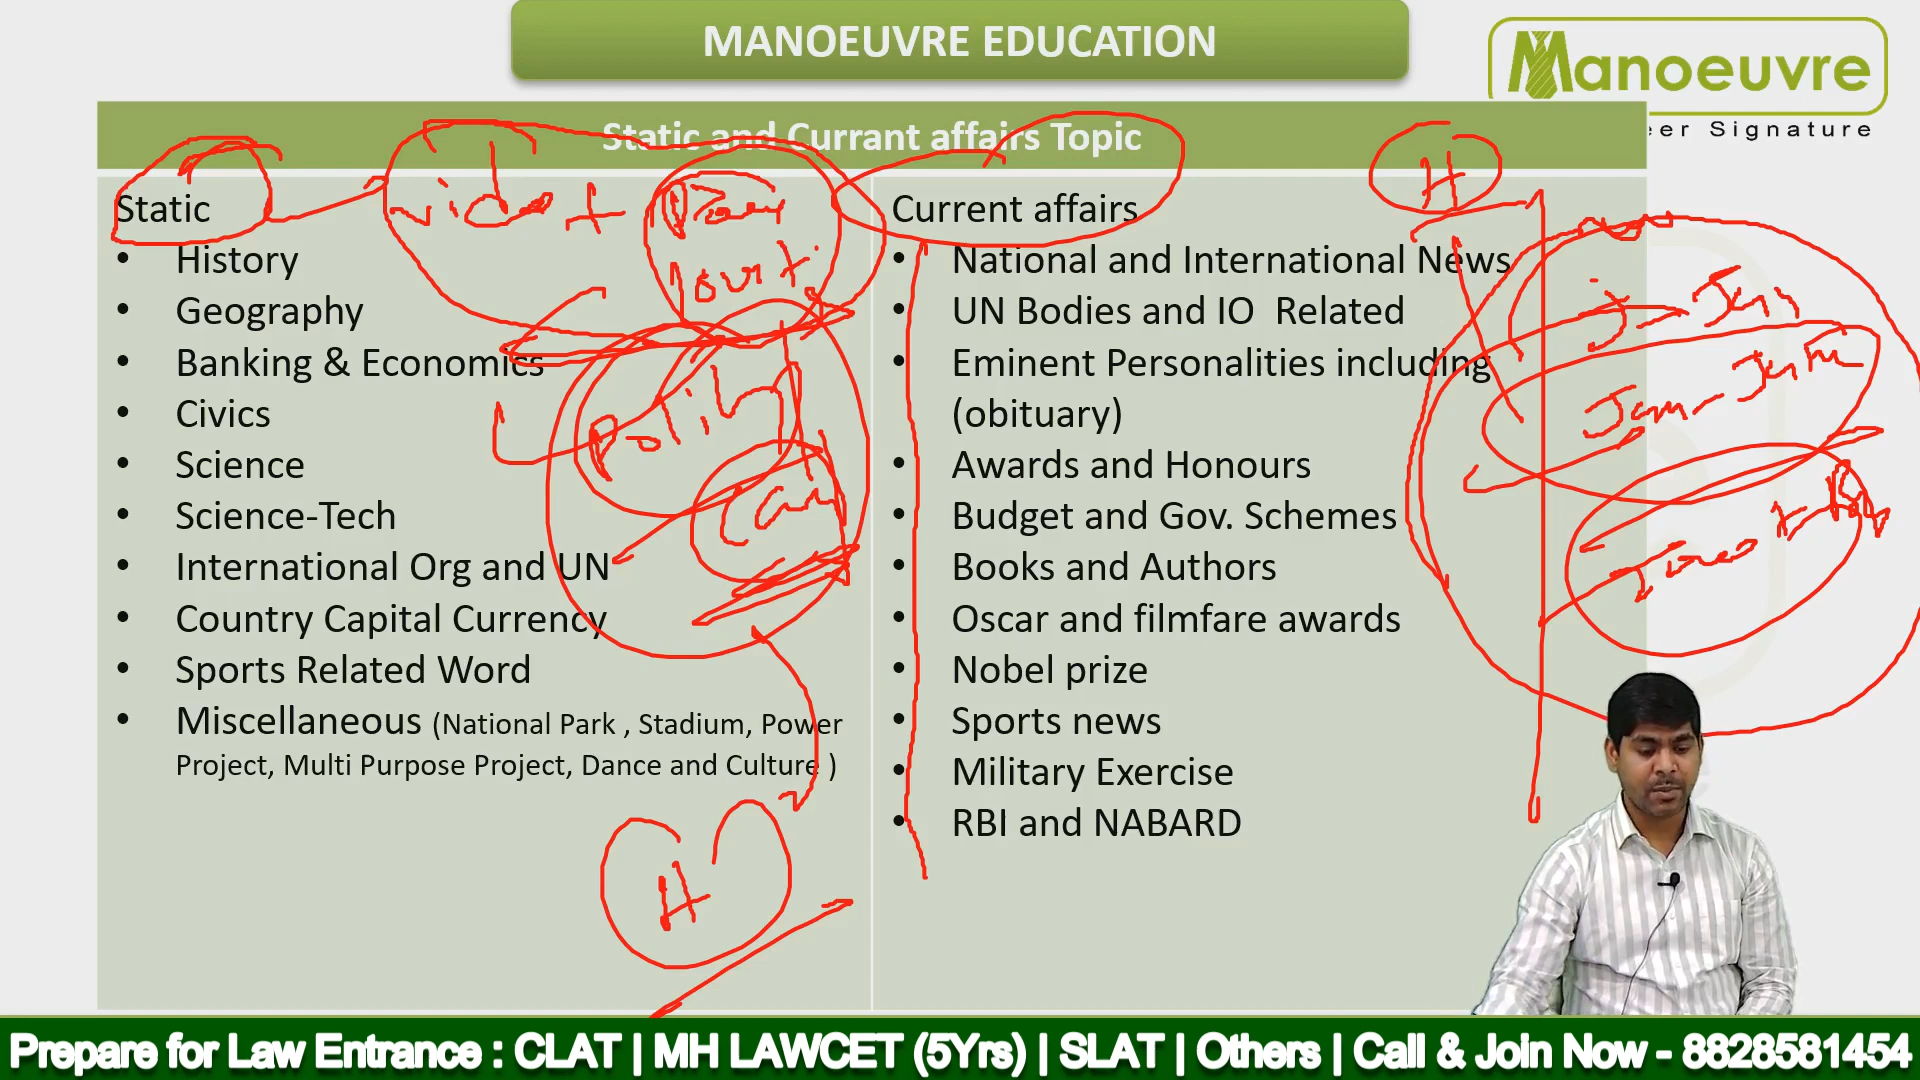 MANOEUVRE EDUCATION
Manoeuvre
eer Signature
Static and Currant affairs Topic
Static
• History
• Geography
• Banking & Economics
• Civics
• Science
• Science-Tech
• International Org and UN
• Country Capital Currency
• Sports Related Word
• Miscellaneous (National Park , Stadium, Power
Project, Multi Purpose Project, Dance and Culture )
Current affairs
• National and International News
• UN Bodies and IO Related
• Eminent Personalities including
(obituary)
• Awards and Honours
• Budget and Gov. Schemes
• Books and Authors
• Oscar and filmfare awards
• Nobel prize
• Sports news
• Military Exercise
• RBI and NABARD
Prepare for Law Entrance : CLAT | MH LAWCET (5Yrs) | SLAT | Others | Call & Join Now - 8828581454